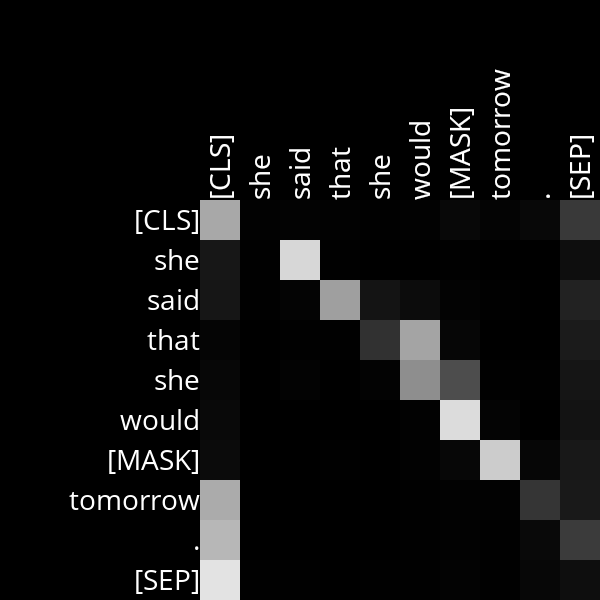 [CLS] she said that she would [MASK] tomorrow . [SEP]
[CLS]
she
said
that
she
would
[MASK]
tomorrow
.
[SEP]